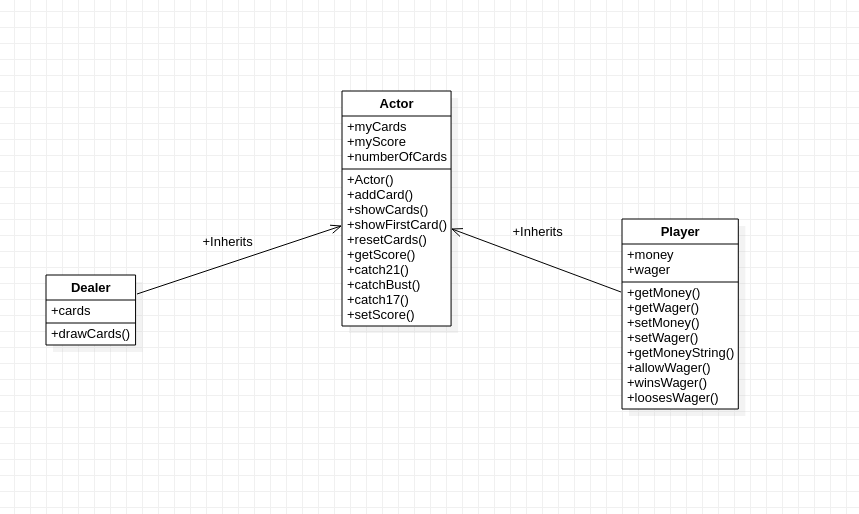 Actor
+myCards
+myScore
+numberOfCards
+Actor()
+addCard()
+showCards()
+showFirstCard()
+resetCards()
+getScore()
+catch21()
+catchBust()
+catch17()
+setScore()
+Inherits
+Inherits
Dealer
+cards
+drawCards()
Player
+money
+wager
+getMoney()
+getWager()
+setMoney()
+setWager()
+getMoneyString()
+allowWager()
+winsWager()
+loosesWager()